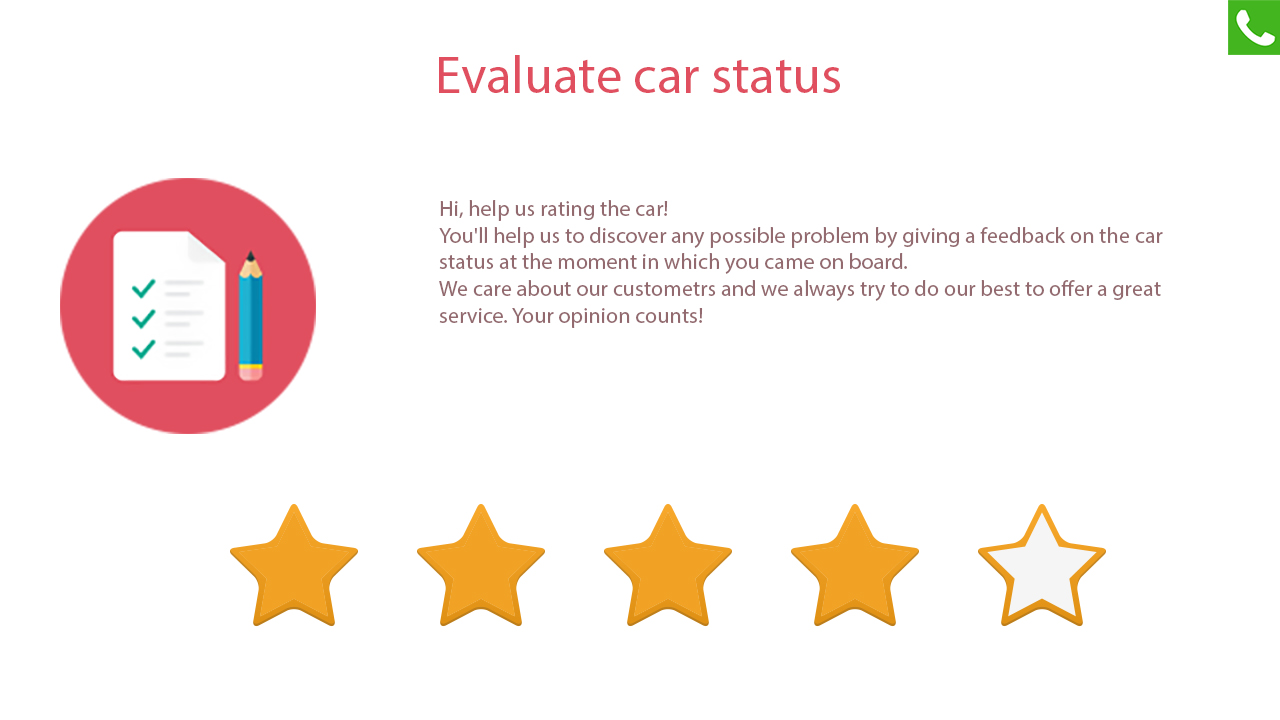 Evaluate car status
Hi, help us rating the car!
You'll help us to discover any possible problem by giving a feedback on the car
status at the moment in which you came on board.
We care about our custometrs and we always try to do our best to offer a great
service. Your opinion counts!